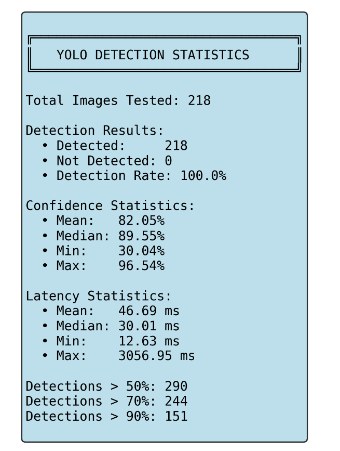 YOLO DETECTION STATISTICS
Total Images Tested: 218
Detection Results:
• Detected: 218
• Not Detected: 0
• Detection Rate: 100.0%
Confidence Statistics:
• Mean: 82.05%
• Median: 89.55%
• Min: 30.04%
• Max: 96.54%
Latency Statistics:
• Mean: 46.69 ms
• Median: 30.01 ms
• Min: 12.63 ms
• Max: 3056.95 ms
Detections > 50%: 290
Detections > 70%: 244
Detections > 90%: 151